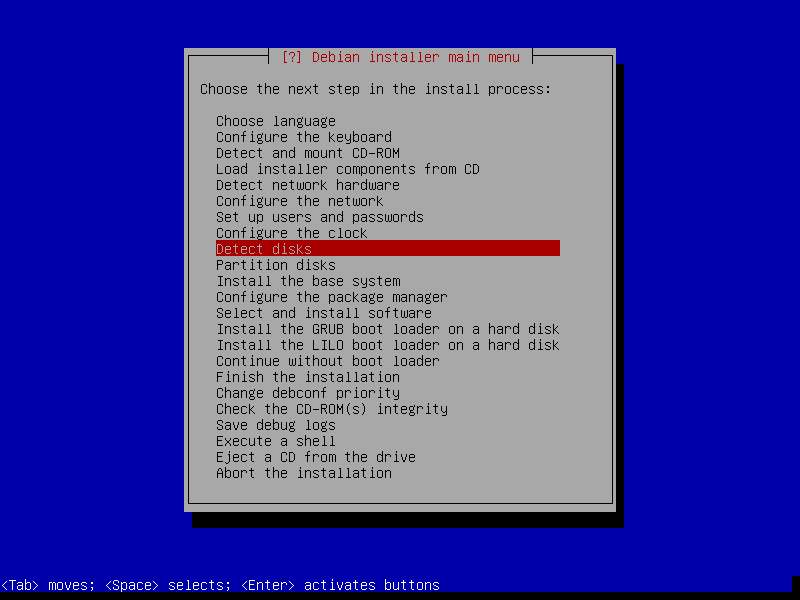 [?] Debian installer main menu
Choose the next step in the install process:
Choose language
Configure the keyboard
Detect and mount CD-ROM
Load installer components from CD
Detect network hardware
Configure the network
Set up users and passwords
Configure the clock
Detect disks
Partition disks
Install the base system
Configure the package manager
Select and install software
Install the GRUB boot loader on a hard disk
Install the LILO boot loader on a hard disk
Continue without boot loader
Finish the installation
Change debconf priority
Check the CD-ROM(s) integrity
Save debug logs
Execute a shell
Eject a CD from the drive
Abort the installation
<Tab> moves; <Space> selects; <Enter> activates buttons